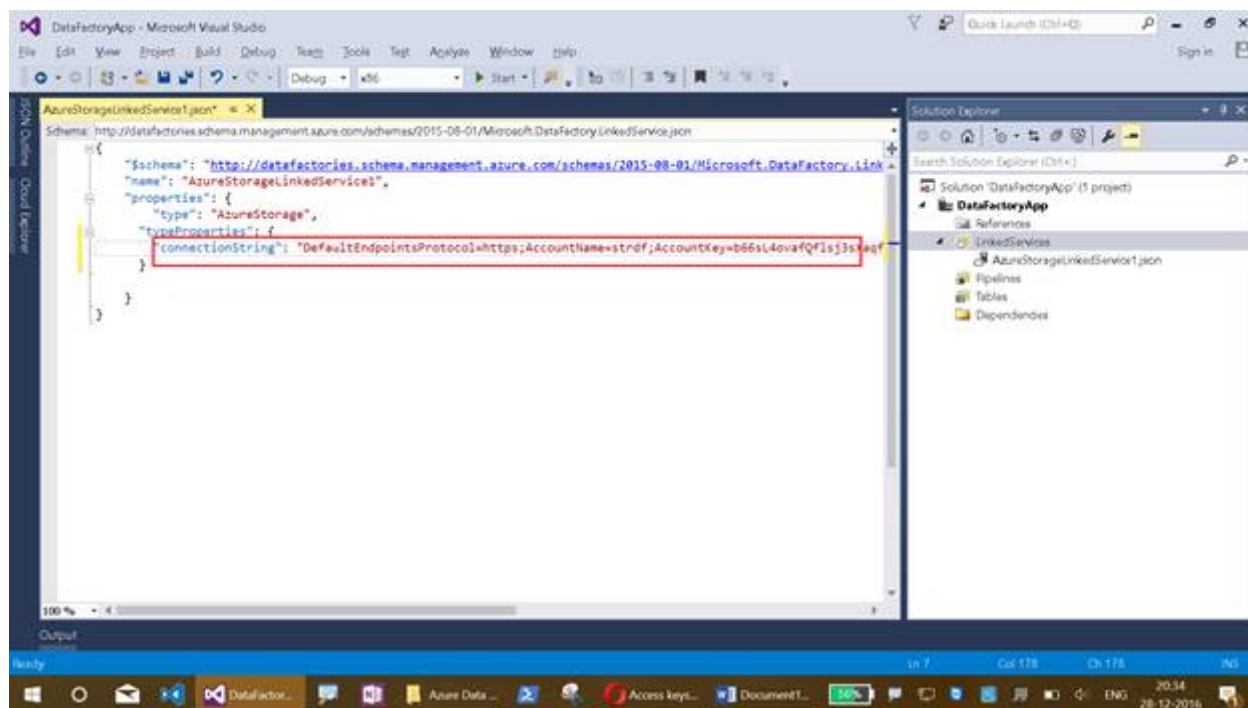 DataFactoryApp - Microsoft Visual Studio
Quick Launch (Ctrl+Q)
File Edit View Project Build Debug Team Tools Test Analyze Window Help
Sign in
Debug x86 Start
JSON Outline
Cloud Explorer
AzureStorageLinkedService1.json*
Schema: http://datafactories.schema.management.azure.com/schemas/2015-08-01/Microsoft.DataFactory.LinkedService.json
{
"$schema": "http://datafactories.schema.management.azure.com/schemas/2015-08-01/Microsoft.DataFactory.Link
"name": "AzureStorageLinkedService1",
"properties": {
"type": "AzureStorage",
"typeProperties": {
"connectionString": "DefaultEndpointsProtocol=https;AccountName=strdf;AccountKey=
}
}
}
100 %
Solution Explorer
Search Solution Explorer (Ctrl+;)
Solution 'DataFactoryApp' (1 project)
DataFactoryApp
References
LinkedServices
AzureStorageLinkedService1.json
Pipelines
Tables
Dependencies
Output
Ready
Ln 7 Col 178 Ch 178 INS
DataFactor... Azure Data ... Access keys... Document1... 56% ENG
20:34
28-12-2016